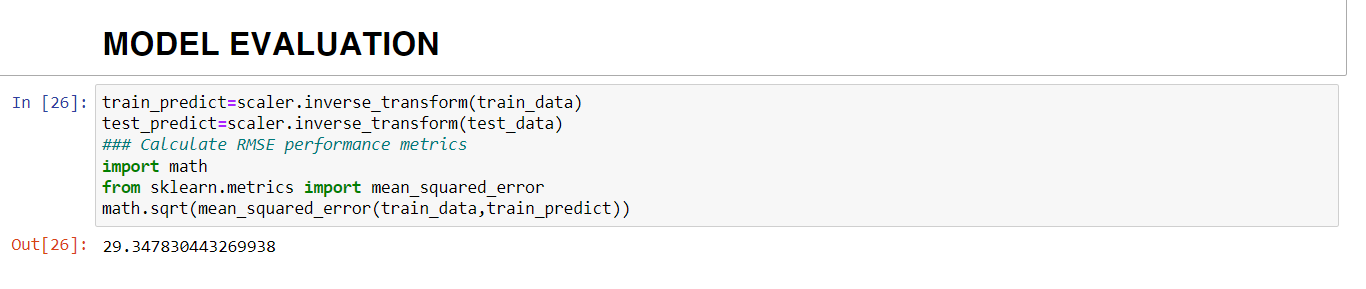 MODEL EVALUATION
In [26]: train_predict=scaler.inverse_transform(train_data)
test_predict=scaler.inverse_transform(test_data)
### Calculate RMSE performance metrics
import math
from sklearn.metrics import mean_squared_error
math.sqrt(mean_squared_error(train_data,train_predict))
Out[26]: 29.347830443269938